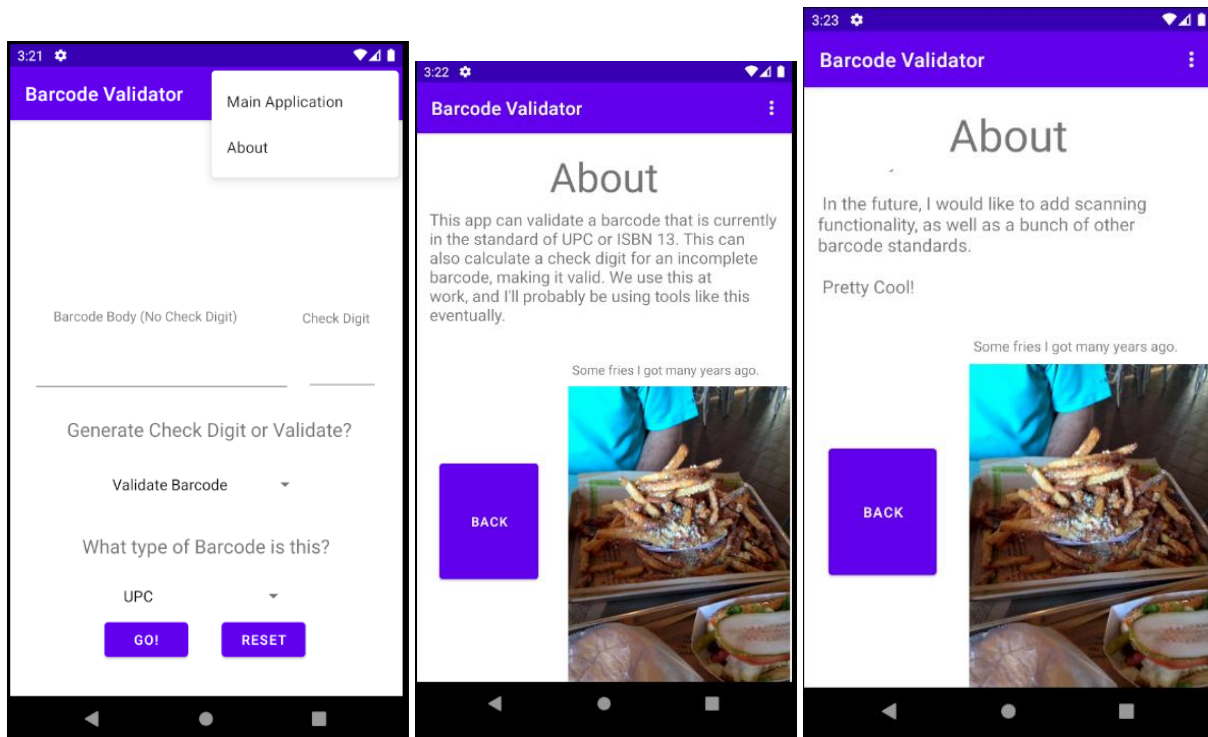 3:21
Barcode Validator
Main Application
About
Barcode Body (No Check Digit)
Check Digit
Generate Check Digit or Validate?
Validate Barcode
What type of Barcode is this?
UPC
GO!
RESET
3:22
Barcode Validator
About
This app can validate a barcode that is currently
in the standard of UPC or ISBN 13. This can
also calculate a check digit for an incomplete
barcode, making it valid. We use this at
work, and I'll probably be using tools like this
eventually.
Some fries I got many years ago.
BACK
3:23
Barcode Validator
About
In the future, I would like to add scanning
functionality, as well as a bunch of other
barcode standards.
Pretty Cool!
Some fries I got many years ago.
BACK